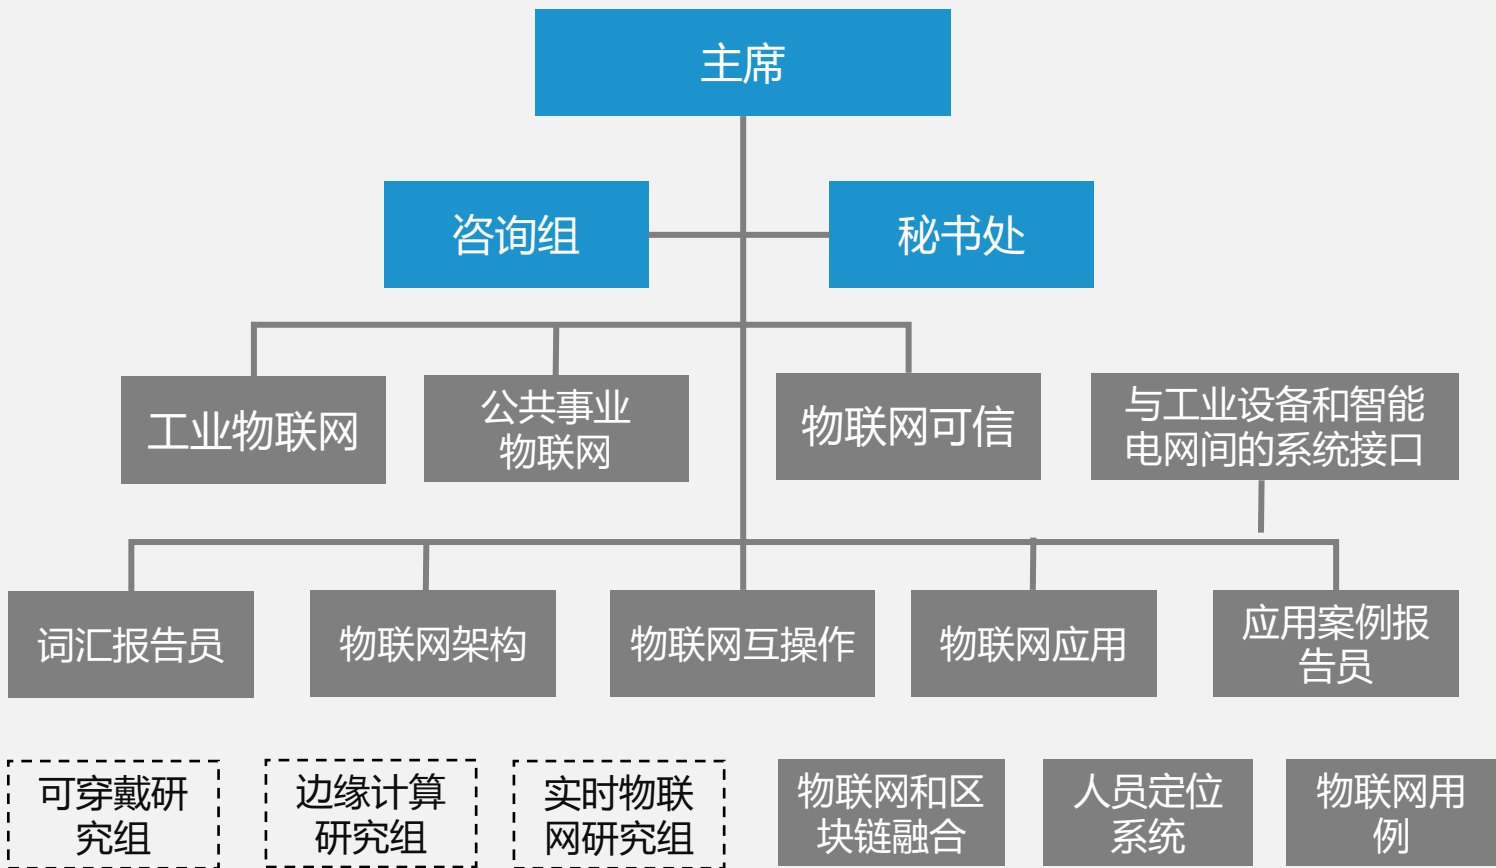 主席
咨询组
秘书处
工业物联网
公共事业
物联网
物联网可信
与工业设备和智能
电网间的系统接口
词汇报告员
物联网架构
物联网互操作
物联网应用
应用案例报
告员
可穿戴研
究组
边缘计算
研究组
实时物联
网研究组
物联网和区
块链融合
人员定位
系统
物联网用
例